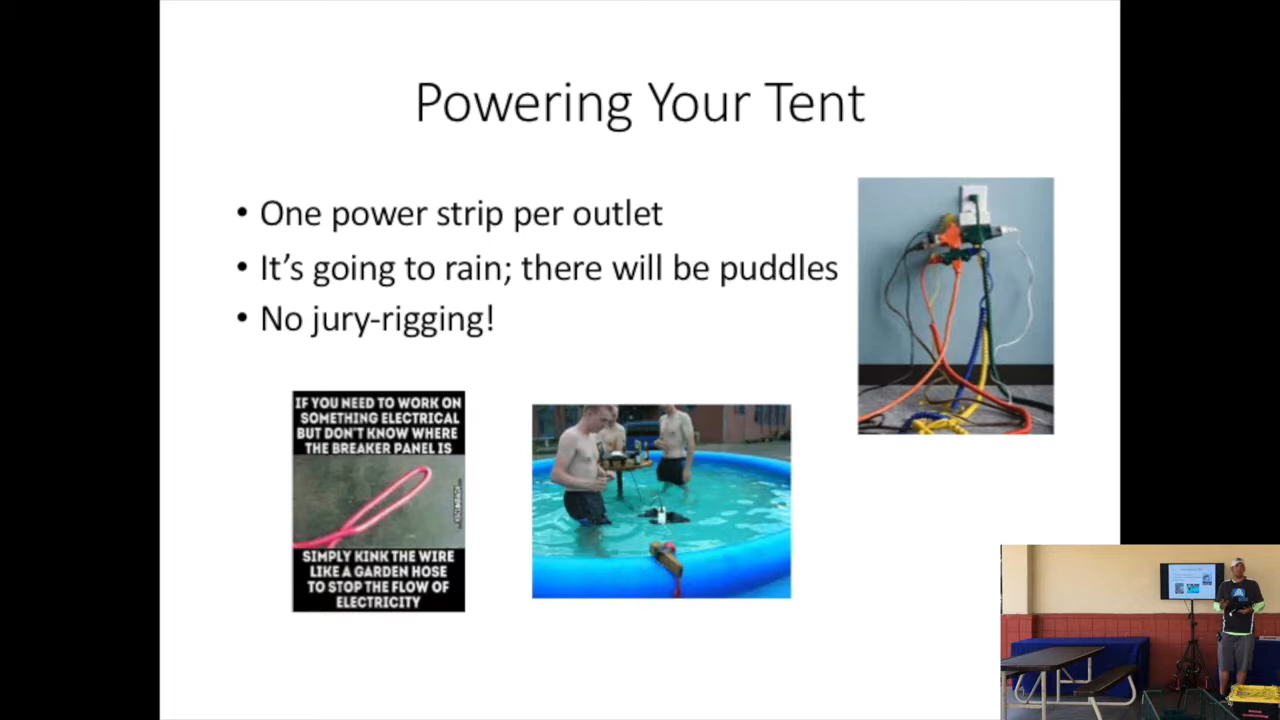 Powering Your Tent
• One power strip per outlet
• It’s going to rain; there will be puddles
• No jury-rigging!
IF YOU NEED TO WORK ON
SOMETHING ELECTRICAL
BUT DON'T KNOW WHERE
THE BREAKER PANEL IS
SIMPLY KINK THE WIRE
LIKE A GARDEN HOSE
TO STOP THE FLOW OF
ELECTRICITY